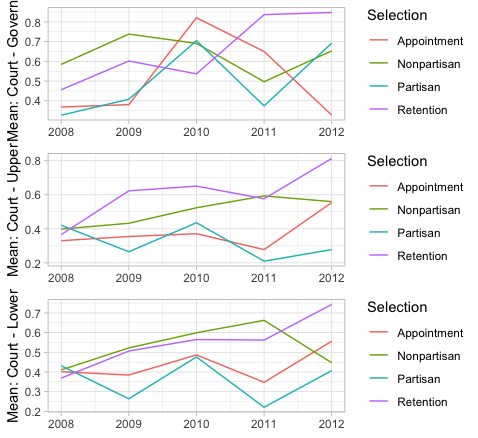 Mean: Court - Govern
0.8
0.7
0.6
0.5
0.4
2008 2009 2010 2011 2012
Selection
Appointment
Nonpartisan
Partisan
Retention
Mean: Court - Upper
0.8
0.6
0.4
0.2
2008 2009 2010 2011 2012
Selection
Appointment
Nonpartisan
Partisan
Retention
Mean: Court - Lower
0.7
0.6
0.5
0.4
0.3
0.2
2008 2009 2010 2011 2012
Selection
Appointment
Nonpartisan
Partisan
Retention